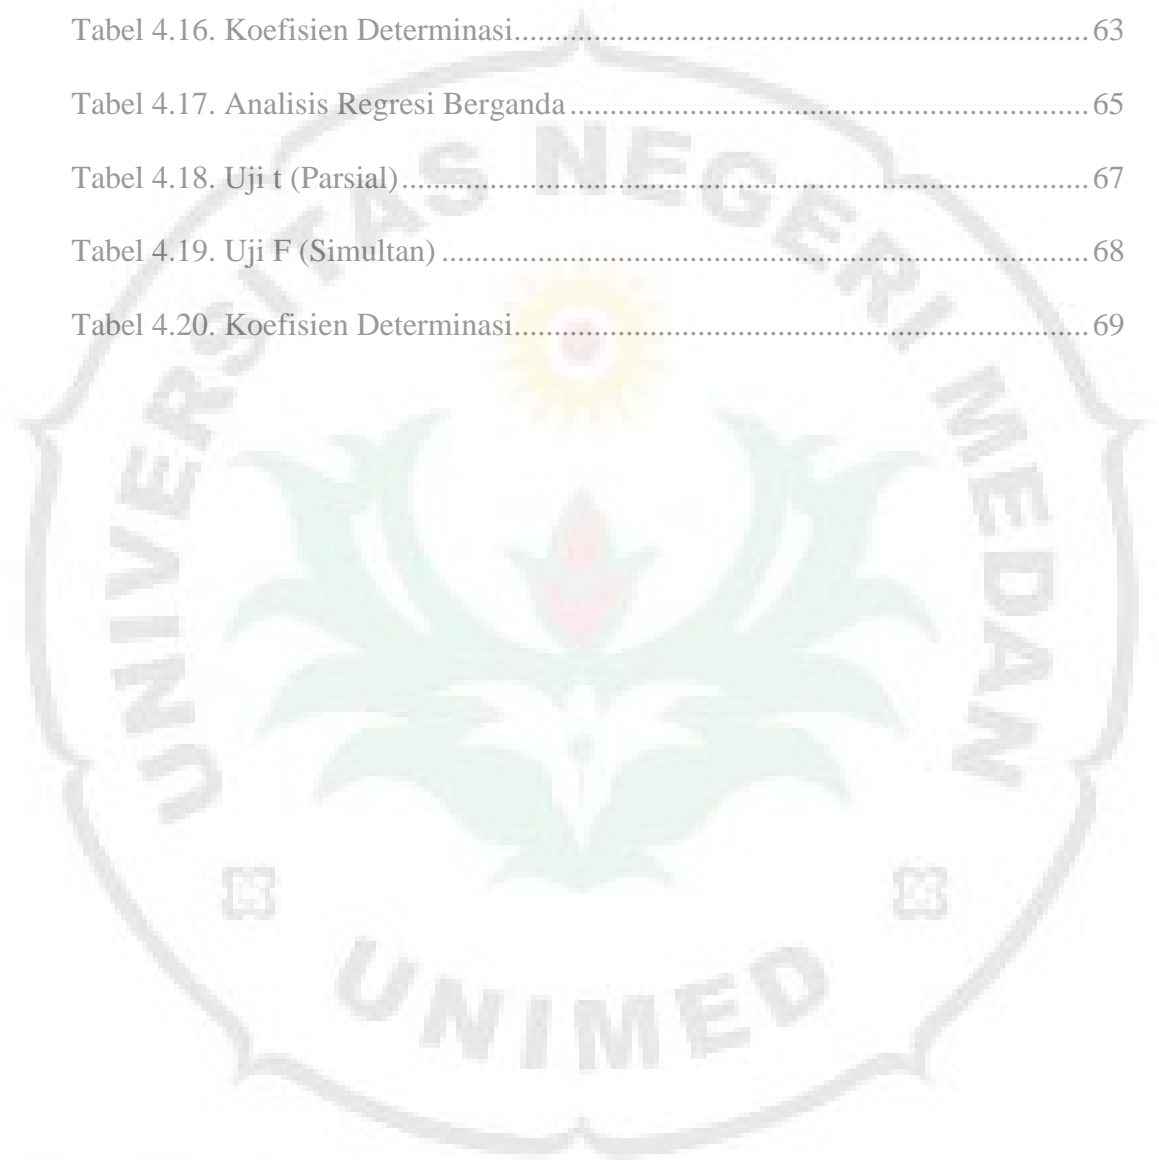 Tabel 4.16. Koefisien Determinasi........................................................................ 63
Tabel 4.17. Analisis Regresi Berganda................................................................. 65
Tabel 4.18. Uji t (Parsial)...................................................................................... 67
Tabel 4.19. Uji F (Simultan) ................................................................................. 68
Tabel 4.20. Koefisien Determinasi........................................................................ 69
UNIVERSITAS NEGERI MEDAN
UNIMED